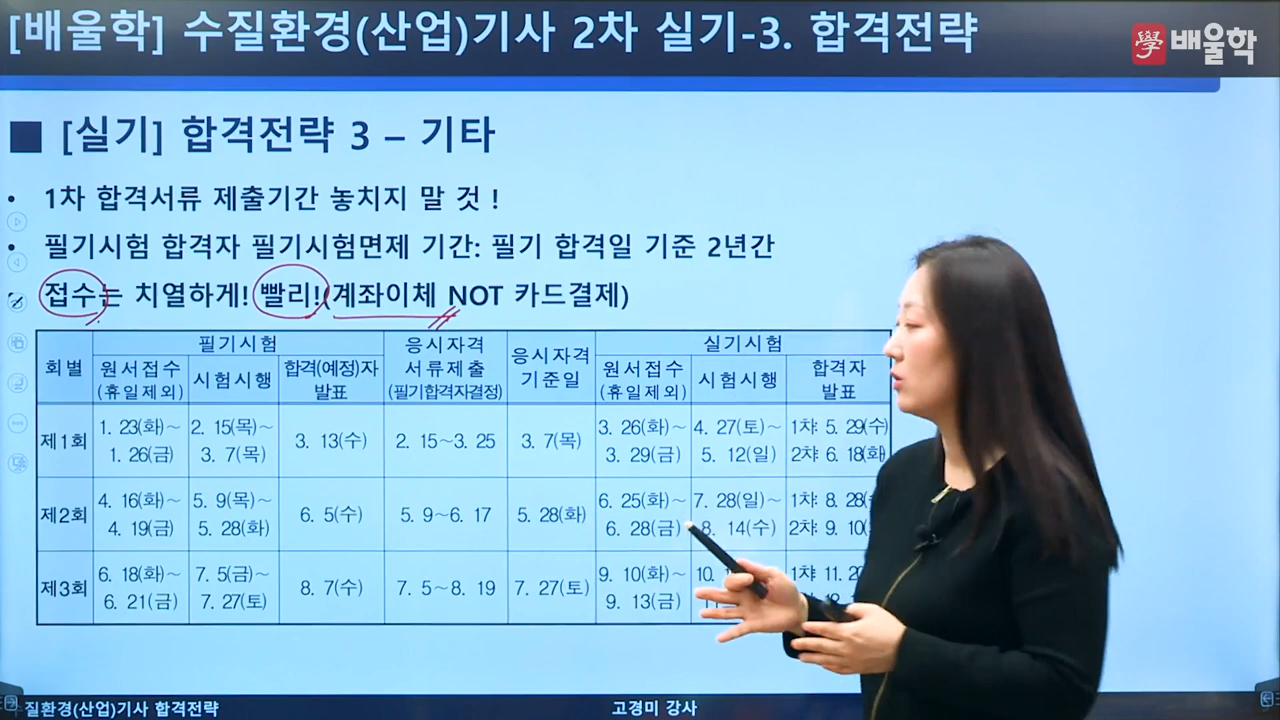 [배울학] 수질환경(산업)기사 2차 실기-3. 합격전략
學 배울학
■ [실기] 합격전략 3 – 기타
• 1차 합격서류 제출기간 놓치지 말 것 !
• 필기시험 합격자 필기시험면제 기간: 필기 합격일 기준 2년간
• 접수는 치열하게! 빨리!(계좌이체 NOT 카드결제)
회별 필기시험 응시자격 서류제출 (필기합격자결정) 응시자격 기준일 실기시험
원서접수 (휴일제외) 시험시행 합격(예정)자 발표 원서접수 (휴일제외) 시험시행 합격자 발표
제1회 1. 23(화)~ 1. 26(금) 2. 15(목)~ 3. 7(목) 3. 13(수) 2. 15~3. 25 3. 7(목) 3. 26(화)~ 3. 29(금) 4. 27(토)~ 5. 12(일) 1차: 5. 29(수) 2차: 6. 18(화)
제2회 4. 16(화)~ 4. 19(금) 5. 9(목)~ 5. 28(화) 6. 5(수) 5. 9~6. 17 5. 28(화) 6. 25(화)~ 6. 28(금) 7. 28(일)~ 8. 14(수) 1차: 8. 28 2차: 9. 10
제3회 6. 18(화)~ 6. 21(금) 7. 5(금)~ 7. 27(토) 8. 7(수) 7. 5~8. 19 7. 27(토) 9. 10(화)~ 9. 13(금) 10. 1차: 11.
질환경(산업)기사 합격전략
고경미 강사